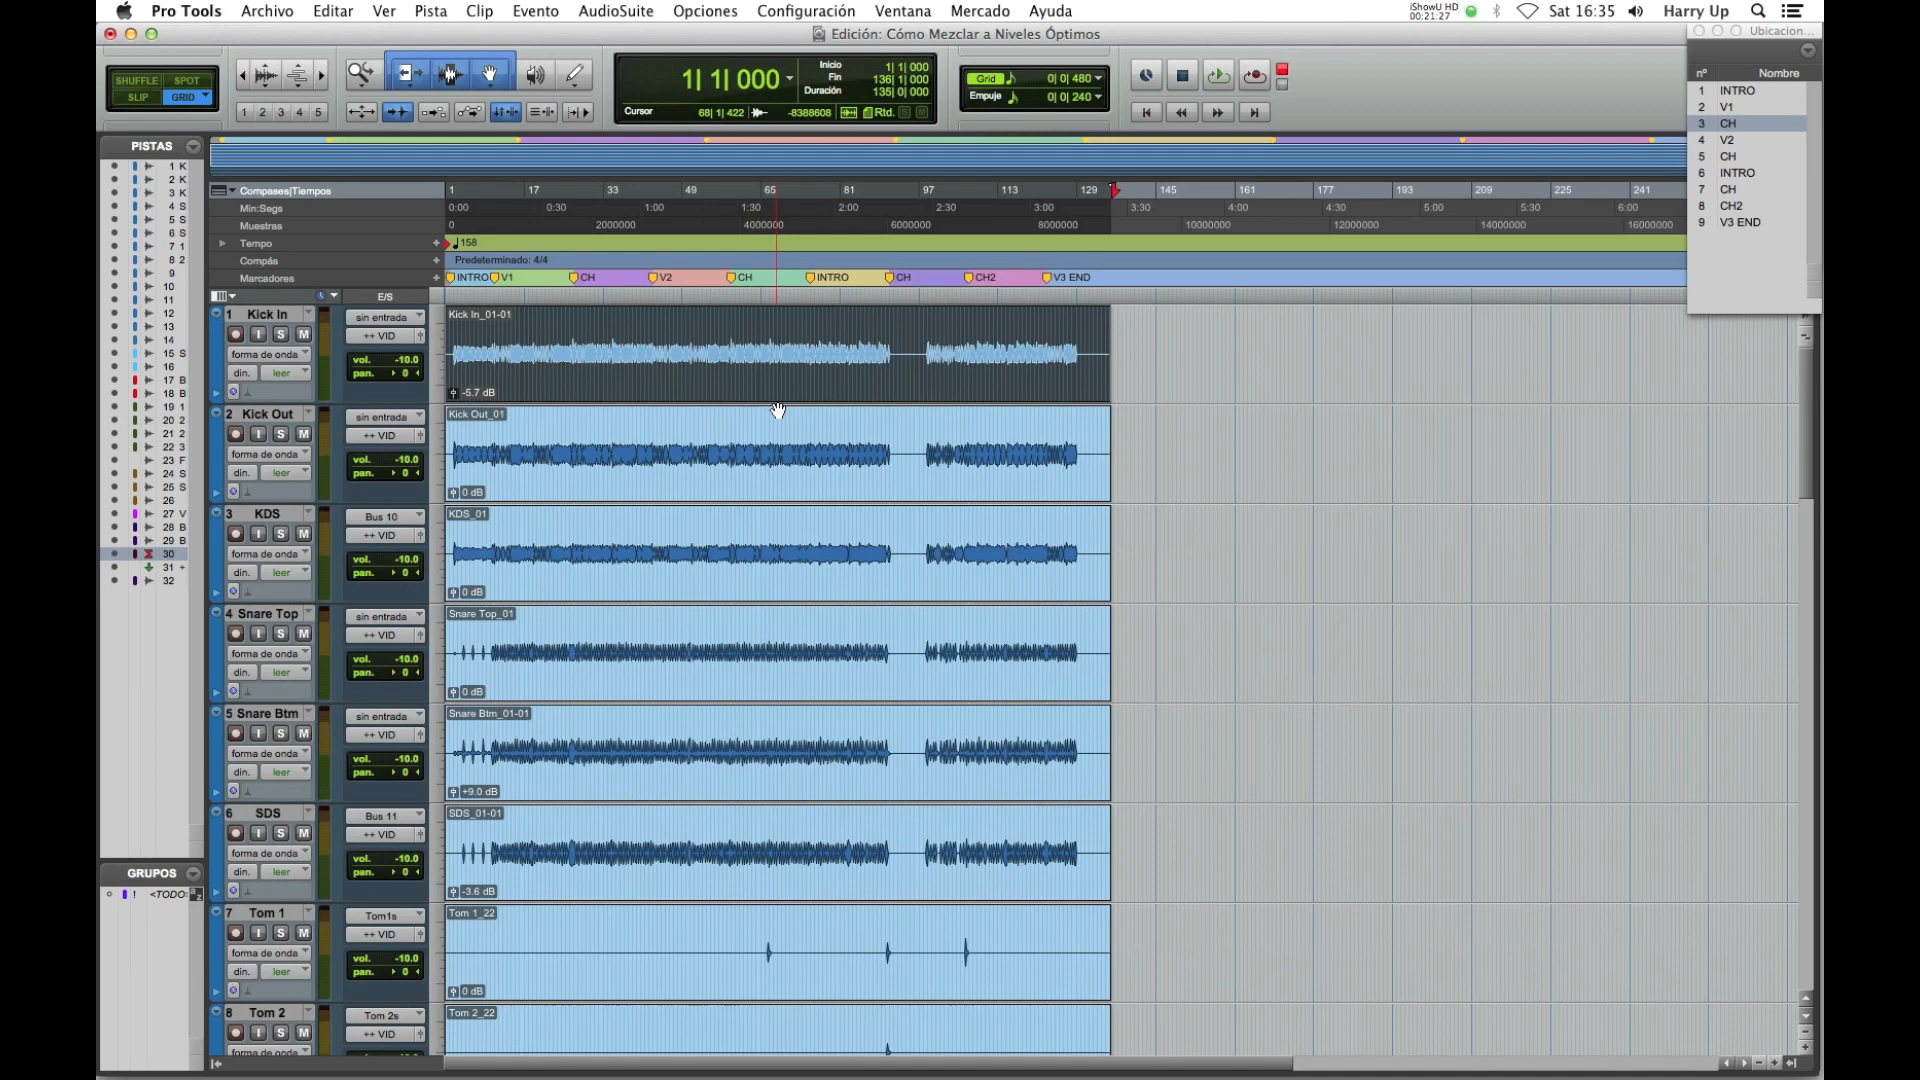 Pro Tools Archivo Editar Ver Pista Clip Evento AudioSuite Opciones Configuración Ventana Mercado Ayuda
iShowU HD
00:21:27
Sat 16:35 Harry Up
Edición: Cómo Mezclar a Niveles Óptimos
Ubicacion...
SHUFFLE SPOT
SLIP GRID
1 2 3 4 5
1| 1| 000
Inicio 1| 1| 000
Fin 136| 1| 000
Duración 135| 0| 000
Cursor 68| 1| 422 -8388608 Rtd.
Grid 0| 0| 480
Empuje 0| 0| 240
nº Nombre
1 INTRO
2 V1
3 CH
4 V2
5 CH
6 INTRO
7 CH
8 CH2
9 V3 END
PISTAS
1 K
2 K
3 K
4 S
5 S
6 S
7 1
8 2
9
10
11
12
13
14
15 S
16
17 B
18 B
19 1
20 2
21 2
22 3
23 F
24 S
25 S
26
27 V
28 B
29 B
30
31 +
32
GRUPOS
! <TODO>
Compases|Tiempos 1 17 33 49 65 81 97 113 129 145 161 177 193 209 225 241
Min:Segs 0:00 0:30 1:00 1:30 2:00 2:30 3:00 3:30 4:00 4:30 5:00 5:30 6:00
Muestras 0 2000000 4000000 6000000 8000000 10000000 12000000 14000000 16000000
Tempo + 158
Compás + Predeterminado: 4/4
Marcadores + INTRO V1 CH V2 CH INTRO CH CH2 V3 END
E/S
1 Kick In sin entrada Kick In_01-01
I S M VID
forma de onda vol. -10.0
din. leer pan. 0
-5.7 dB
2 Kick Out sin entrada Kick Out_01
I S M VID
forma de onda vol. -10.0
din. leer pan. 0
0 dB
3 KDS Bus 10 KDS_01
I S M VID
forma de onda vol. -10.0
din. leer pan. 0
0 dB
4 Snare Top sin entrada Snare Top_01
I S M VID
forma de onda vol. -10.0
din. leer pan. 0
0 dB
5 Snare Btm sin entrada Snare Btm_01-01
I S M VID
forma de onda vol. -10.0
din. leer pan. 0
+9.0 dB
6 SDS Bus 11 SDS_01-01
I S M VID
forma de onda vol. -10.0
din. leer pan. 0
-3.6 dB
7 Tom 1 Tom1s Tom 1_22
I S M VID
forma de onda vol. -10.0
din. leer pan. 0
0 dB
8 Tom 2 Tom 2s Tom 2_22
I S M VID
forma de onda